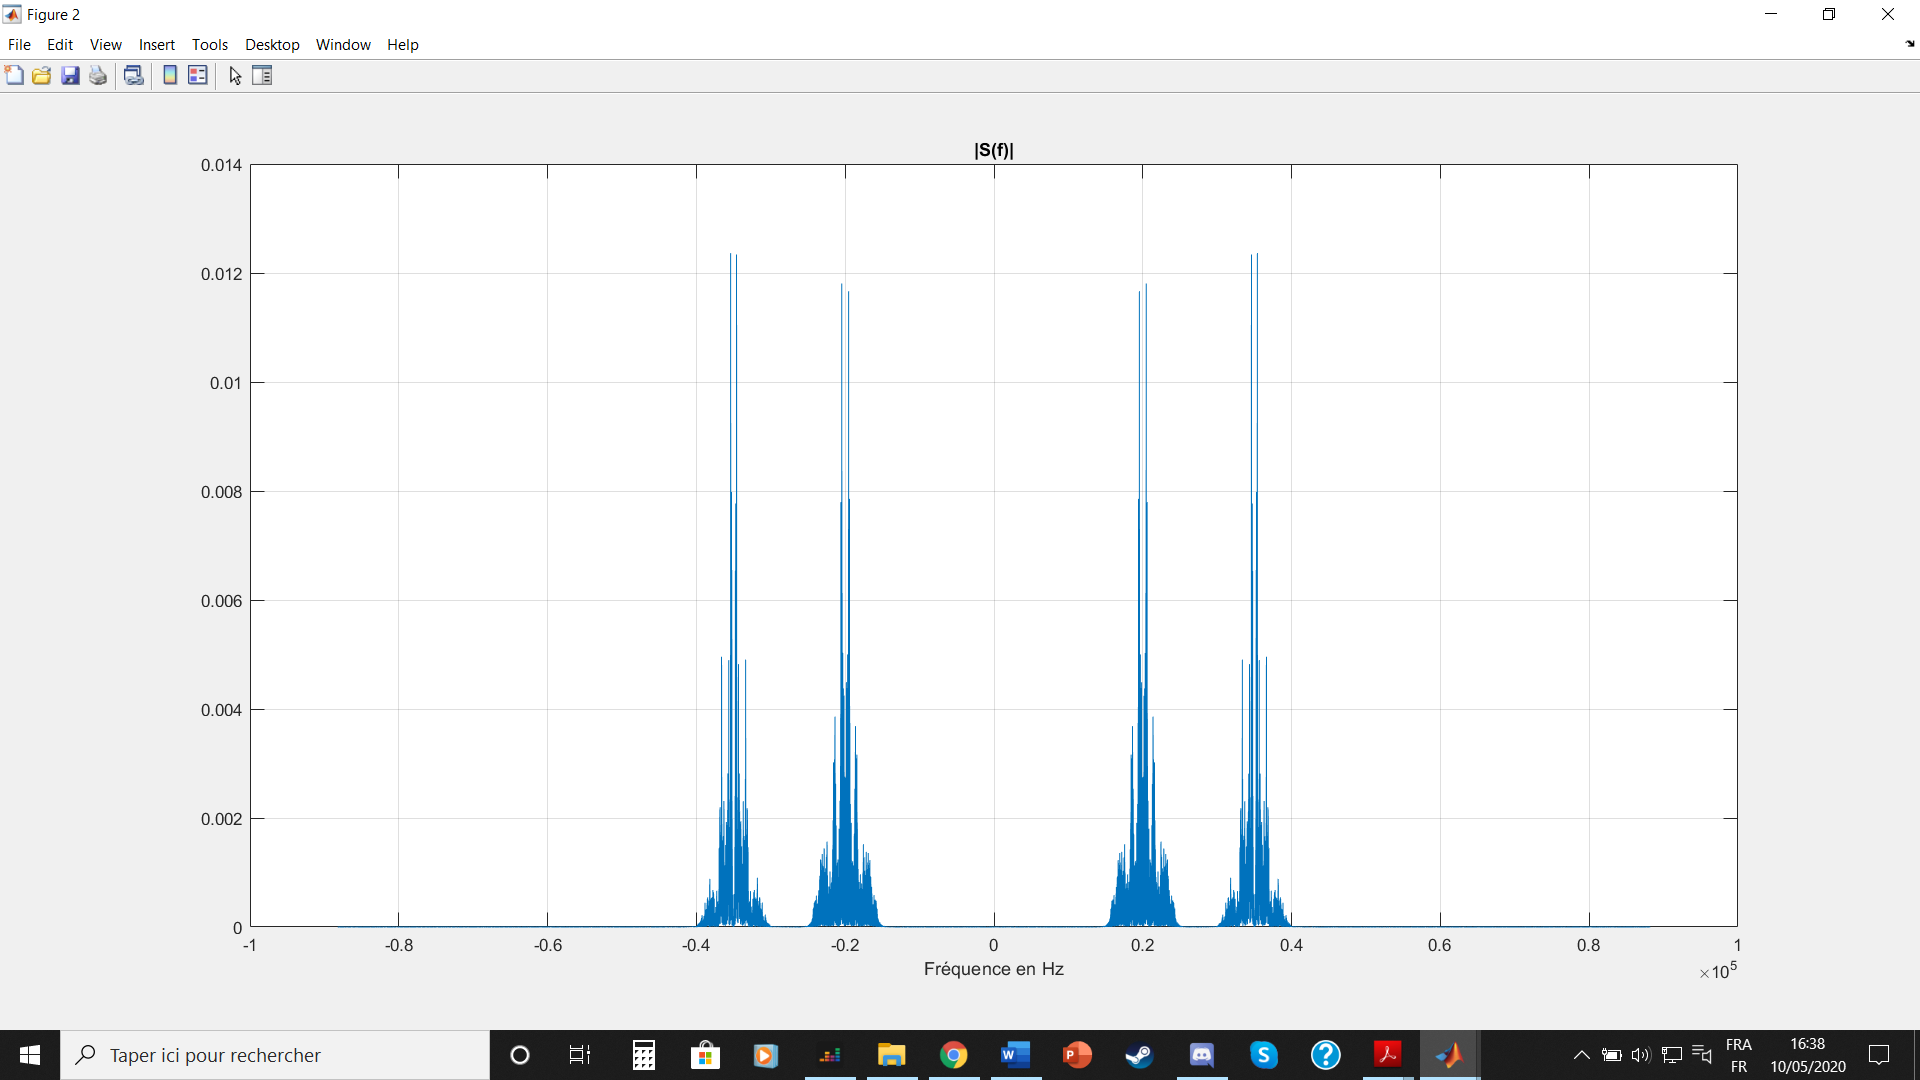 Figure 2
File Edit View Insert Tools Desktop Window Help
|S(f)|
0.014
0.012
0.01
0.008
0.006
0.004
0.002
0
-1 -0.8 -0.6 -0.4 -0.2 0 0.2 0.4 0.6 0.8 1
Fréquence en Hz
×10^5
Taper ici pour rechercher
FRA
FR
16:38
10/05/2020